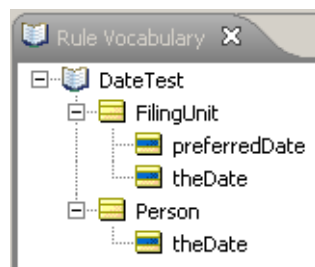 Rule Vocabulary
DateTest
FilingUnit
preferredDate
theDate
Person
theDate